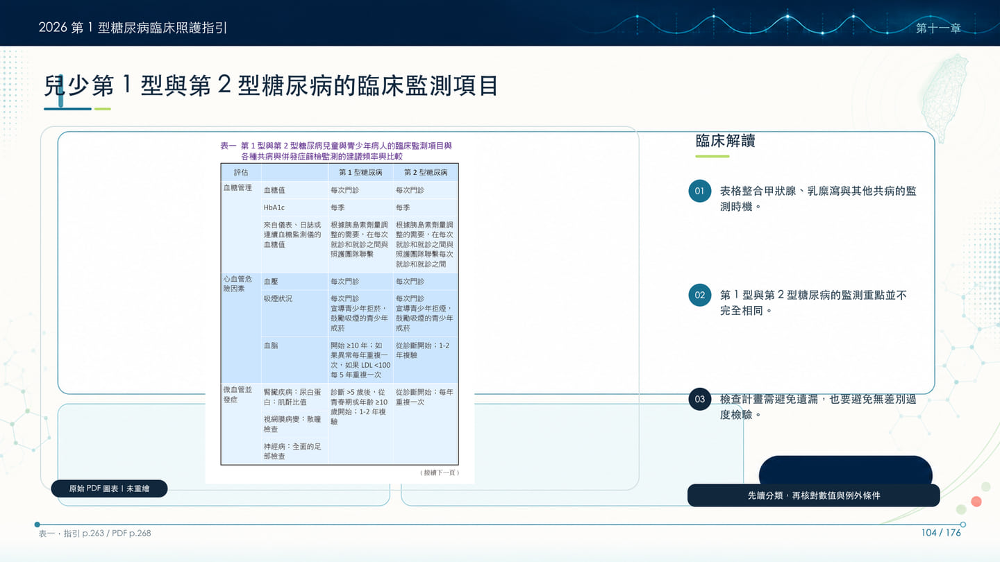 2026 第 1 型糖尿病臨床照護指引
第十一章
兒少第 1 型與第 2 型糖尿病的臨床監測項目
表一 第 1 型與第 2 型糖尿病兒童與青少年病人的臨床監測項目與
各種共病與併發症篩檢監測的建議頻率與比較
評估 第 1 型糖尿病 第 2 型糖尿病
血糖管理 血糖值 每次門診 每次門診
HbA1c 每季 每季
來自儀表、日誌或 根據胰島素劑量調 根據胰島素劑量調
連續血糖監測儀的 整的需要，在每次 整的需要，在每次
血糖值 就診和就診之間與 就診和就診之間與
照護團隊聯繫 照護團隊聯繫每次
就診和就診之間
心血管危 血壓 每次門診 每次門診
險因素
吸煙狀況 每次門診 每次門診
宣導青少年拒菸， 宣導青少年拒煙，
鼓勵吸煙的青少年 鼓勵吸煙的青少年
戒菸 戒菸
血脂 開始 ≥10 年；如 從診斷開始；1-2
果異常每年重複一 年複驗
次，如果 LDL <100
每 5 年重複一次
微血管並 腎臟疾病：尿白蛋 診斷 >5 歲後，從 從診斷開始；每年
發症 白：肌酐比值 青春期或年齡 ≥10 重複一次
歲開始；1-2 年複
視網膜病變：散瞳 驗
檢查
神經病：全面的足
部檢查
（接續下一頁）
臨床解讀
01 表格整合甲狀腺、乳糜瀉與其他共病的監
測時機。
02 第 1 型與第 2 型糖尿病的監測重點並不
完全相同。
03 檢查計畫需避免遺漏，也要避免無差別過
度檢驗。
原始 PDF 圖表｜未重繪
先讀分類，再核對數值與例外條件
表一・指引 p.263 / PDF p.268
104 / 176